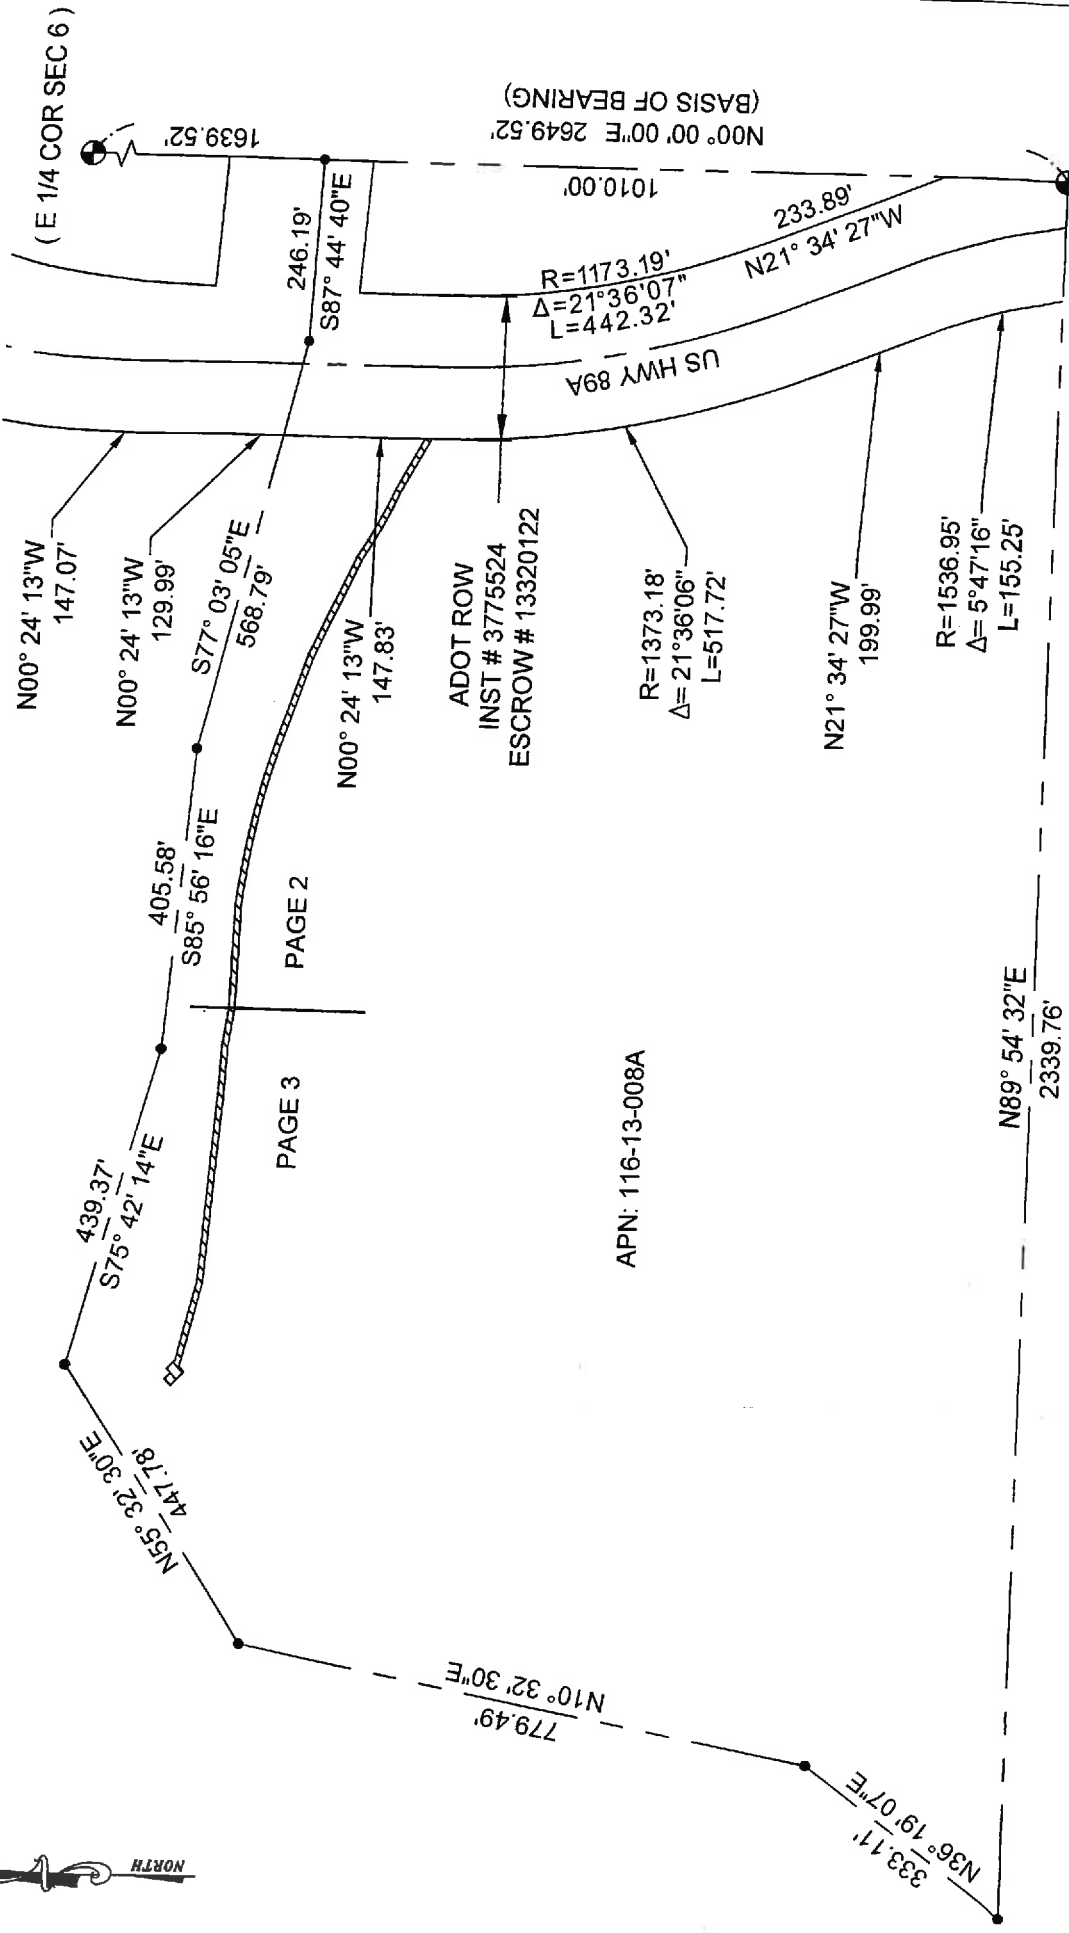 ( E 1/4 COR SEC 6 )
1639.52'
N00° 00' 00"E 2649.52'
(BASIS OF BEARING)
1010.00'
246.19'
S87° 44' 40"E
R=1173.19'
Δ=21°36'07"
L=442.32'
233.89'
N21° 34' 27"W
US HWY 89A
N00° 24' 13"W
147.07'
N00° 24' 13"W
129.99'
S77° 03' 05"E
568.79'
N00° 24' 13"W
147.83'
ADOT ROW
INST # 3775524
ESCROW # 13320122
R=1373.18'
Δ= 21°36'06"
L=517.72'
N21° 34' 27"W
199.99'
R=1536.95'
Δ= 5°47'16"
L=155.25'
405.58'
S85° 56' 16"E
PAGE 2
PAGE 3
439.37'
S75° 42' 14"E
APN: 116-13-008A
N89° 54' 32"E
2339.76'
N55° 32' 30"E
447.78'
N10° 32' 30"E
779.49'
N36° 19' 07"E
333.11'
NORTH